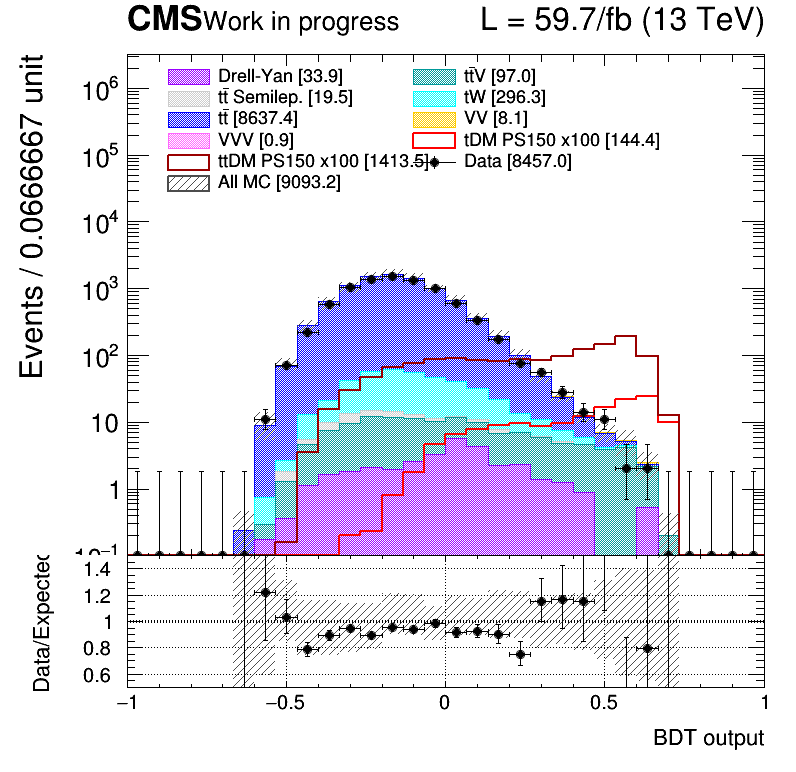 CMS Work in progress L = 59.7/fb (13 TeV)
Events / 0.0666667 unit
Drell-Yan [33.9] tt̄V [97.0]
tt̄ Semilep. [19.5] tW [296.3]
tt̄ [8637.4] VV [8.1]
VVV [0.9] tDM PS150 x100 [144.4]
ttDM PS150 x100 [1413.5] Data [8457.0]
All MC [9093.2]
10⁶
10⁵
10⁴
10³
10²
10
1
10⁻¹
Data/Expected
1.4
1.2
1
0.8
0.6
−1 −0.5 0 0.5 1
BDT output